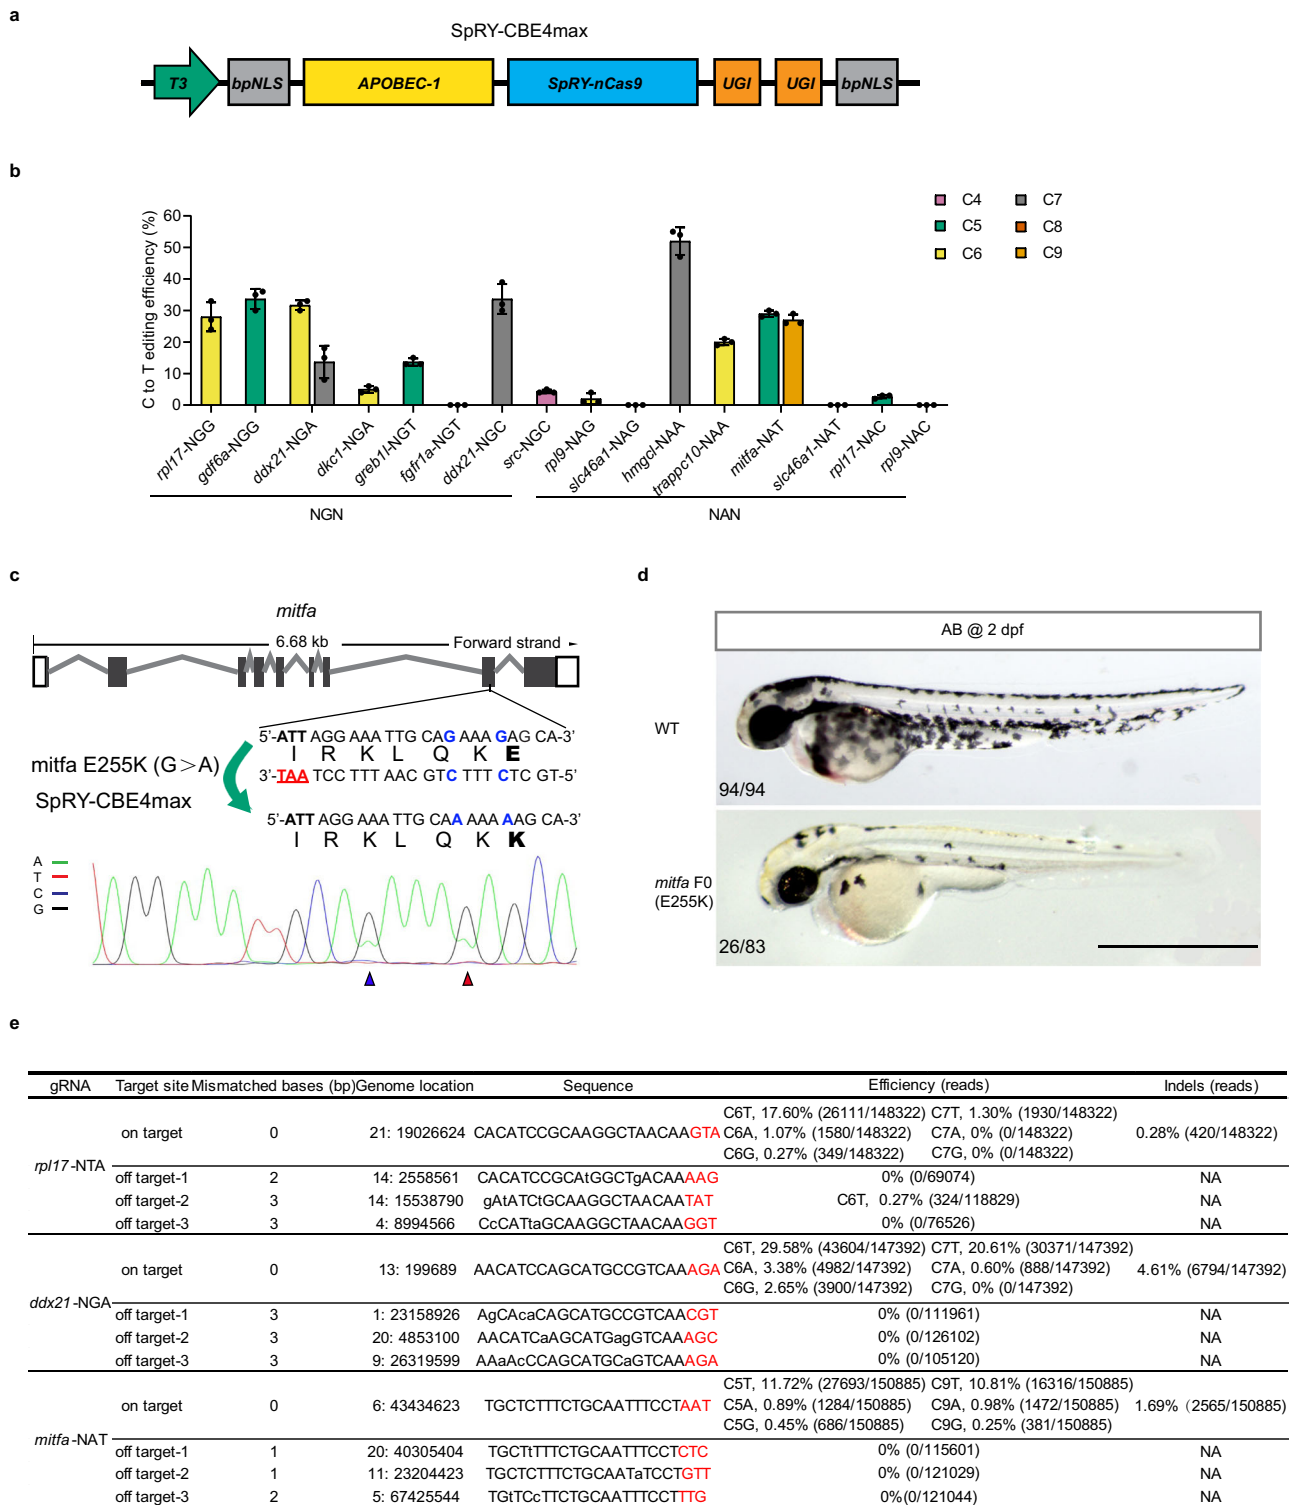 a
SpRY-CBE4max
T3 bpNLS APOBEC-1 SpRY-nCas9 UGI UGI bpNLS
b
C to T editing efficiency (%)
60
50
40
30
20
10
0
C4 C7
C5 C8
C6 C9
rpl17-NGG gdf6a-NGG ddx21-NGA dkc1-NGA greb1l-NGT fgfr1a-NGT ddx21-NGC src-NGC rpl9-NAG slc46a1-NAG hmgcl-NAA trappc10-NAA mitfa-NAT slc46a1-NAT rpl17-NAC rpl9-NAC
NGN NAN
c
mitfa
6.68 kb Forward strand
5'-ATT AGG AAA TTG CAG AAA GAG CA-3'
I R K L Q K E
3'-TAA TCC TTT AAC GTC TTT CTC GT-5'
mitfa E255K (G>A)
SpRY-CBE4max
5'-ATT AGG AAA TTG CAA AAA AAG CA-3'
I R K L Q K K
A
T
C
G
d
AB @ 2 dpf
WT
94/94
mitfa F0
(E255K)
26/83
e
gRNA Target site Mismatched bases (bp) Genome location Sequence Efficiency (reads) Indels (reads)
rpl17-NTA
on target 0 21: 19026624 CACATCCGCAAGGCTAACAAGTA C6T, 17.60% (26111/148322) C7T, 1.30% (1930/148322)
C6A, 1.07% (1580/148322) C7A, 0% (0/148322) 0.28% (420/148322)
C6G, 0.27% (349/148322) C7G, 0% (0/148322)
off target-1 2 14: 2558561 CACATCCGCAtGGCTgACAAAAG 0% (0/69074) NA
off target-2 3 14: 15538790 gAtATCtGCAAGGCTAACAATAT C6T, 0.27% (324/118829) NA
off target-3 3 4: 8994566 CcCATtaGCAAGGCTAACAAGGT 0% (0/76526) NA
ddx21-NGA
on target 0 13: 199689 AACATCCAGCATGCCGTCAAAGA C6T, 29.58% (43604/147392) C7T, 20.61% (30371/147392)
C6A, 3.38% (4982/147392) C7A, 0.60% (888/147392) 4.61% (6794/147392)
C6G, 2.65% (3900/147392) C7G, 0% (0/147392)
off target-1 3 1: 23158926 AgCAcaCAGCATGCCGTCAACGT 0% (0/111961) NA
off target-2 3 20: 4853100 AACATCaAGCATGagGTCAAAGC 0% (0/126102) NA
off target-3 3 9: 26319599 AAaAcCCAGCATGCaGTCAAAGA 0% (0/105120) NA
mitfa-NAT
on target 0 6: 43434623 TGCTCTTTCTGCAATTTCCTAAT C5T, 11.72% (27693/150885) C9T, 10.81% (16316/150885)
C5A, 0.89% (1284/150885) C9A, 0.98% (1472/150885) 1.69% (2565/150885)
C5G, 0.45% (686/150885) C9G, 0.25% (381/150885)
off target-1 1 20: 40305404 TGCTtTTTCTGCAATTTCCTCTC 0% (0/115601) NA
off target-2 1 11: 23204423 TGCTCTTTCTGCAATaTCCTGTT 0% (0/121029) NA
off target-3 2 5: 67425544 TGtTCcTTCTGCAATTTCCTTTG 0%(0/121044) NA